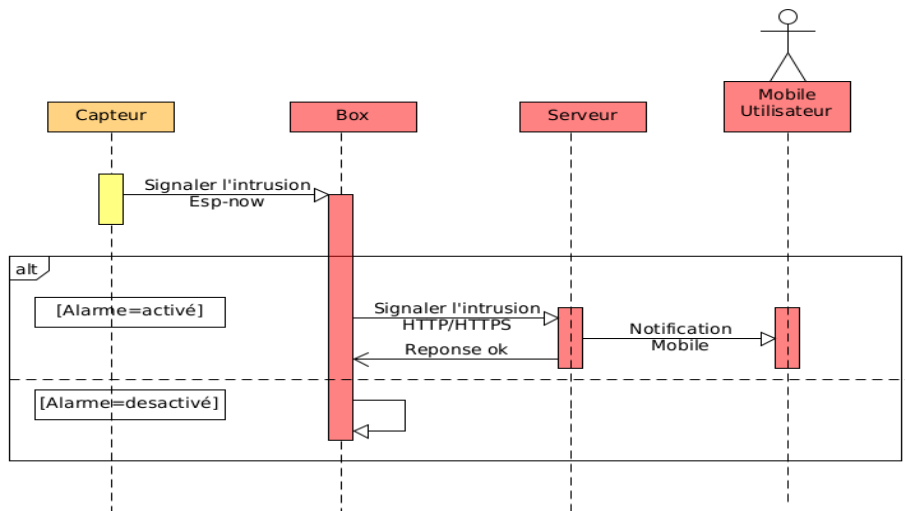 Mobile
Utilisateur
Capteur
Box
Serveur
Signaler l'intrusion
Esp-now
alt
[Alarme=activé]
Signaler l'intrusion
HTTP/HTTPS
Notification
Mobile
Reponse ok
[Alarme=desactivé]